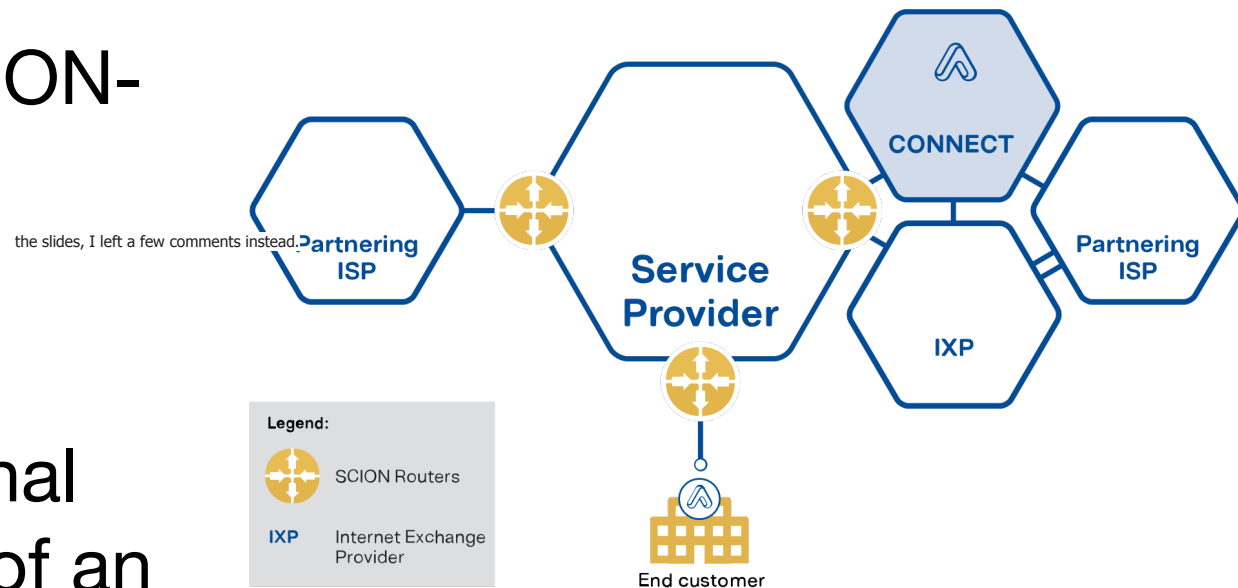 ON-
the slides, I left a few comments instead.
Partnering
ISP
Service
Provider
CONNECT
IXP
Partnering
ISP
Legend:
SCION Routers
IXP
Internet Exchange
Provider
nal
of an
End customer